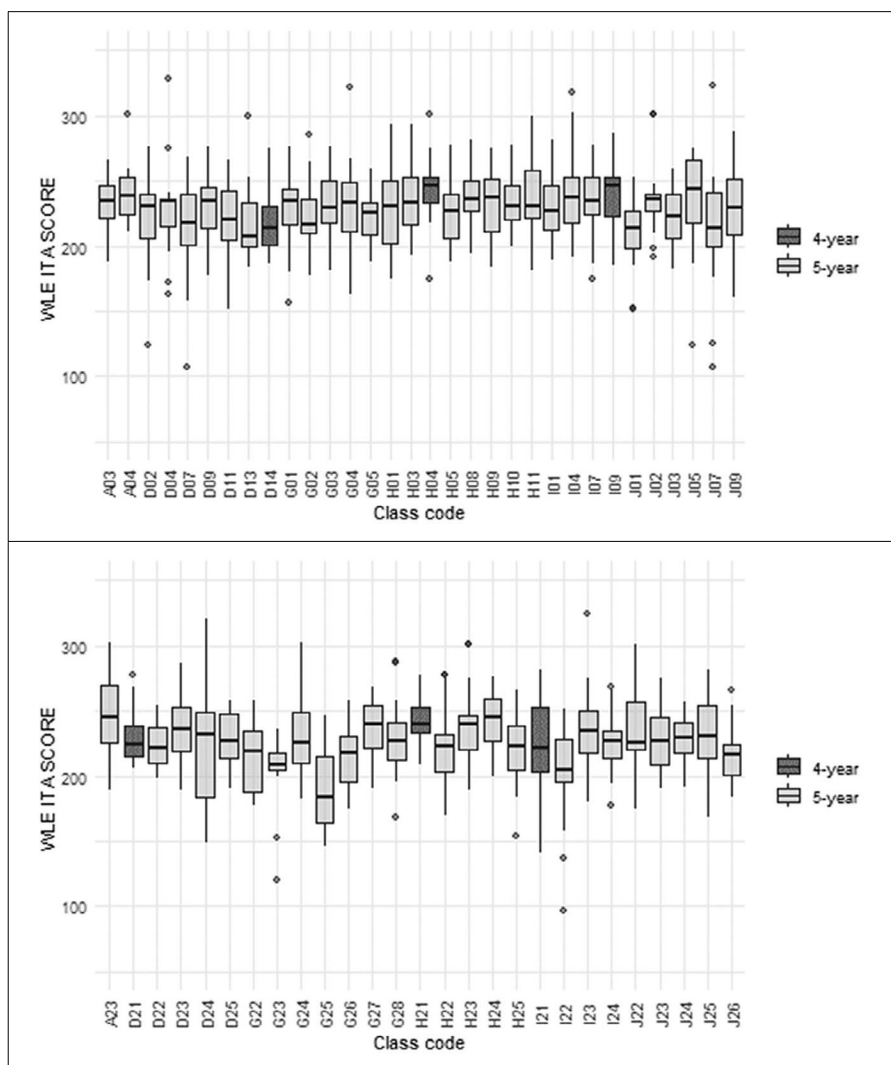 300
200
100
WLE ITA SCORE
A03 A04 D02 D04 D07 D09 D11 D13 D14 G01 G02 G03 G04 G05 H01 H03 H04 H05 H08 H09 H10 H11 I01 I04 I07 I09 J01 J02 J03 J05 J07 J09
Class code
4-year
5-year
300
200
100
WLE ITA SCORE
A23 D21 D22 D23 D24 D25 G22 G23 G24 G25 G26 G27 G28 H21 H22 H23 H24 H25 I21 I22 I23 I24 J22 J23 J24 J25 J26
Class code
4-year
5-year